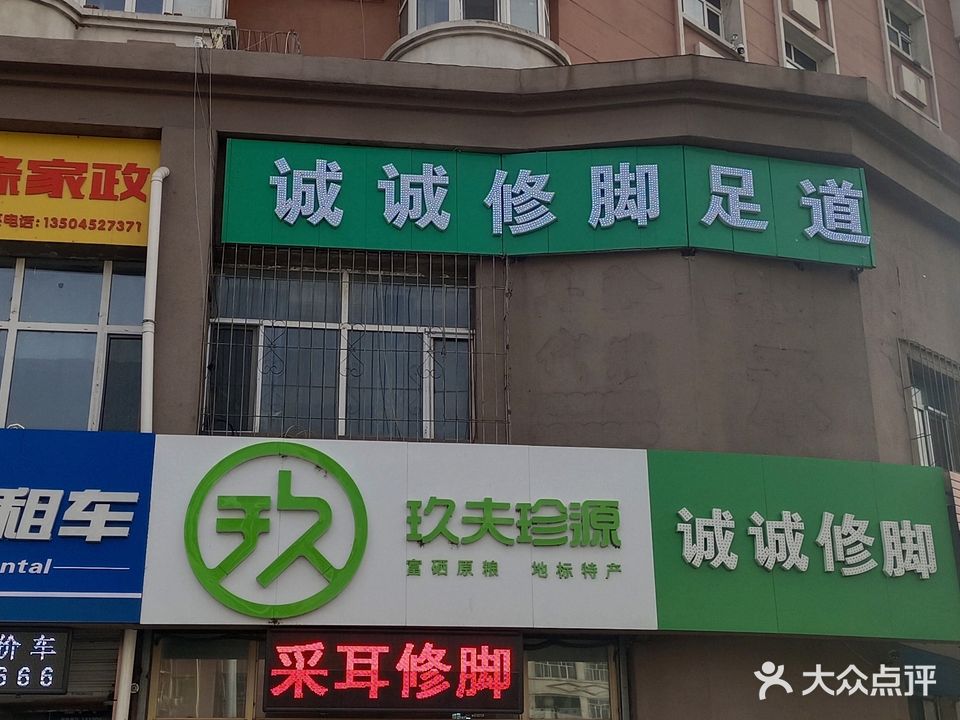 诚诚修脚足道
家政
电话:13504527371
租车
ntal
玖
玖夫珍源
富硒原粮 地标特产
诚诚修脚
价车
666
采耳修脚
大众点评